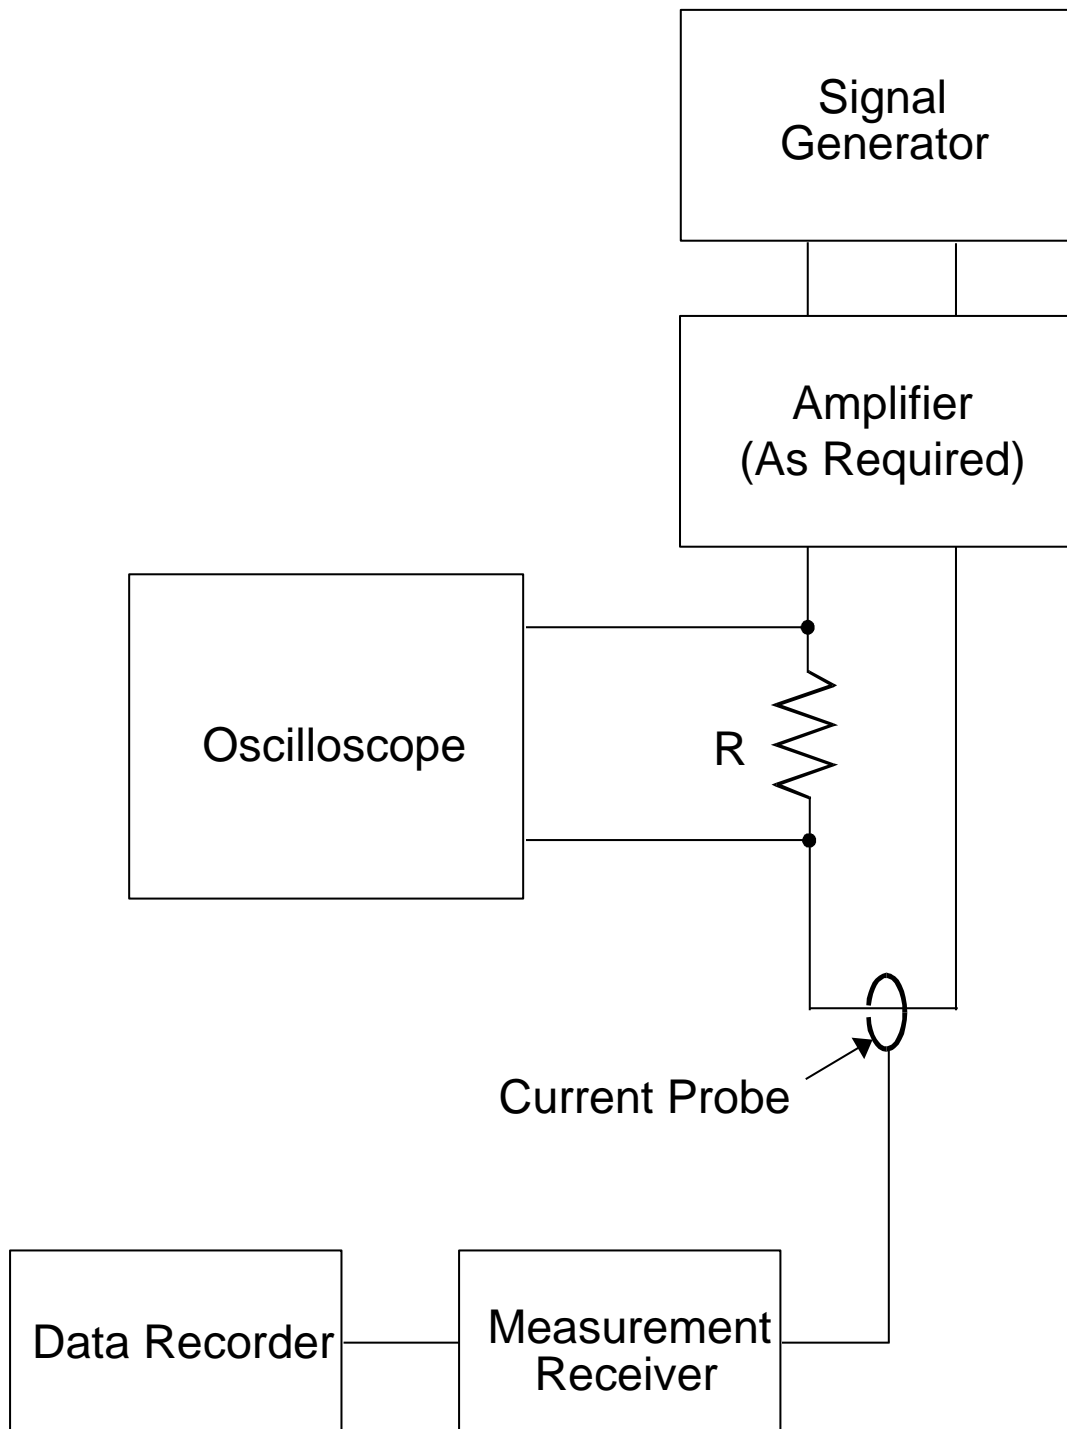 Signal
Generator
Amplifier
(As Required)
Oscilloscope
R
Current Probe
Data Recorder
Measurement
Receiver